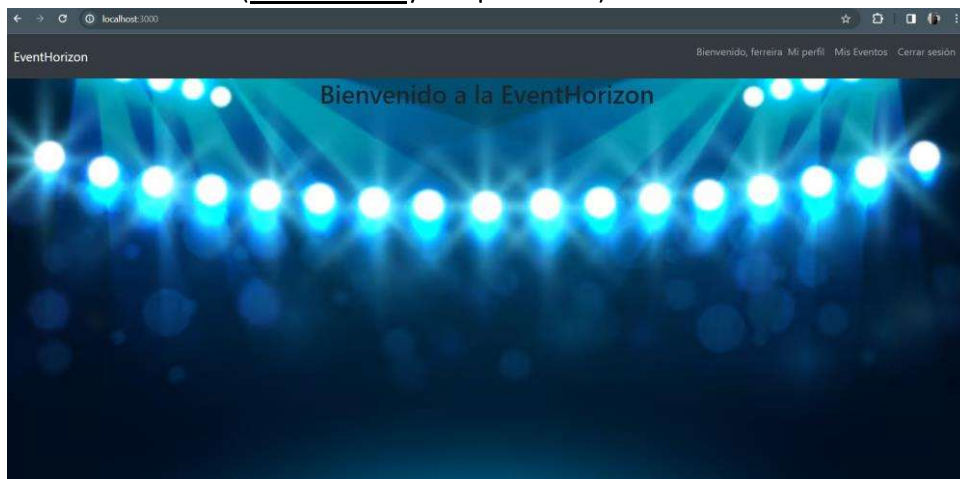 localhost:3000
EventHorizon
Bienvenido, ferreira Mi perfil Mis Eventos Cerrar sesión
Bienvenido a la EventHorizon